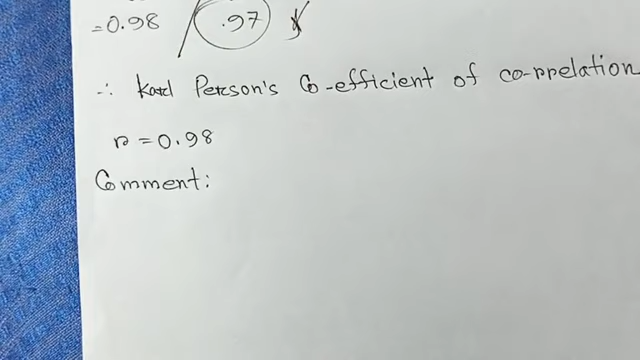 =0.98 / .97
∴ Karl Person's Co-efficient of co-rrelation
r = 0.98
Comment: